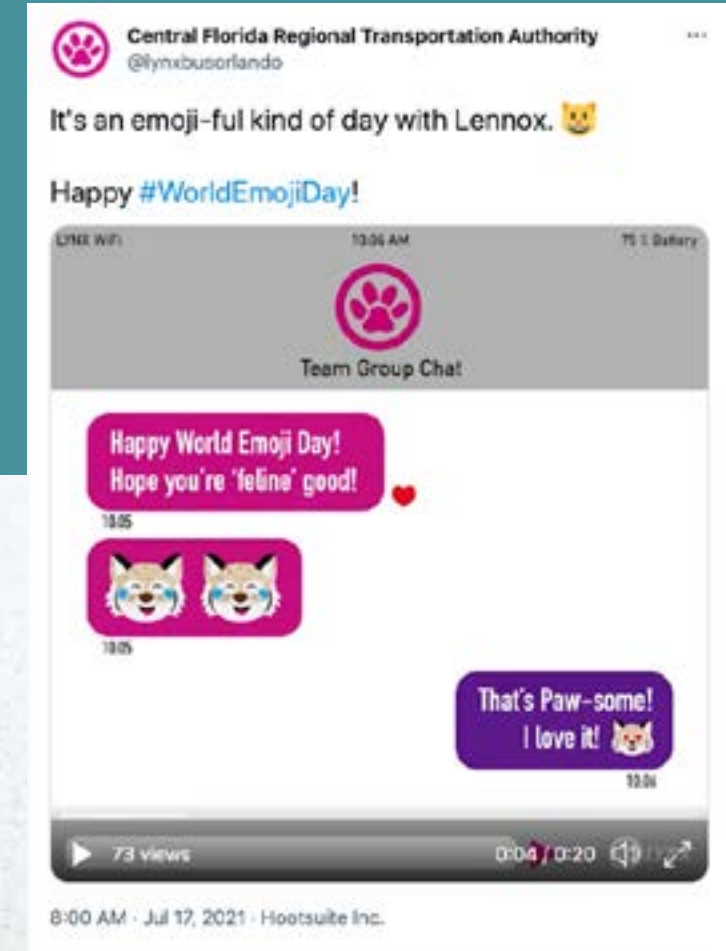 Central Florida Regional Transportation Authority
@lynxbusorlando
It's an emoji-ful kind of day with Lennox. 😺
Happy #WorldEmojiDay!
LYNX WiFi 10:06 AM 75 % Battery
Team Group Chat
Happy World Emoji Day!
Hope you're 'feline' good!
10:05
10:05
That's Paw-some!
I love it!
10:06
73 views 0:04 / 0:20
8:00 AM · Jul 17, 2021 · Hootsuite Inc.